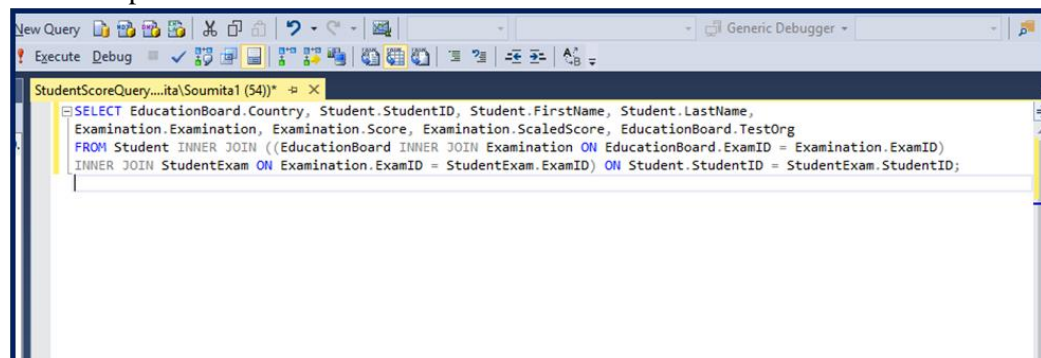 New Query
Generic Debugger
Execute Debug
StudentScoreQuery....ita\Soumita1 (54))*
SELECT EducationBoard.Country, Student.StudentID, Student.FirstName, Student.LastName,
Examination.Examination, Examination.Score, Examination.ScaledScore, EducationBoard.TestOrg
FROM Student INNER JOIN ((EducationBoard INNER JOIN Examination ON EducationBoard.ExamID = Examination.ExamID)
INNER JOIN StudentExam ON Examination.ExamID = StudentExam.ExamID) ON Student.StudentID = StudentExam.StudentID;